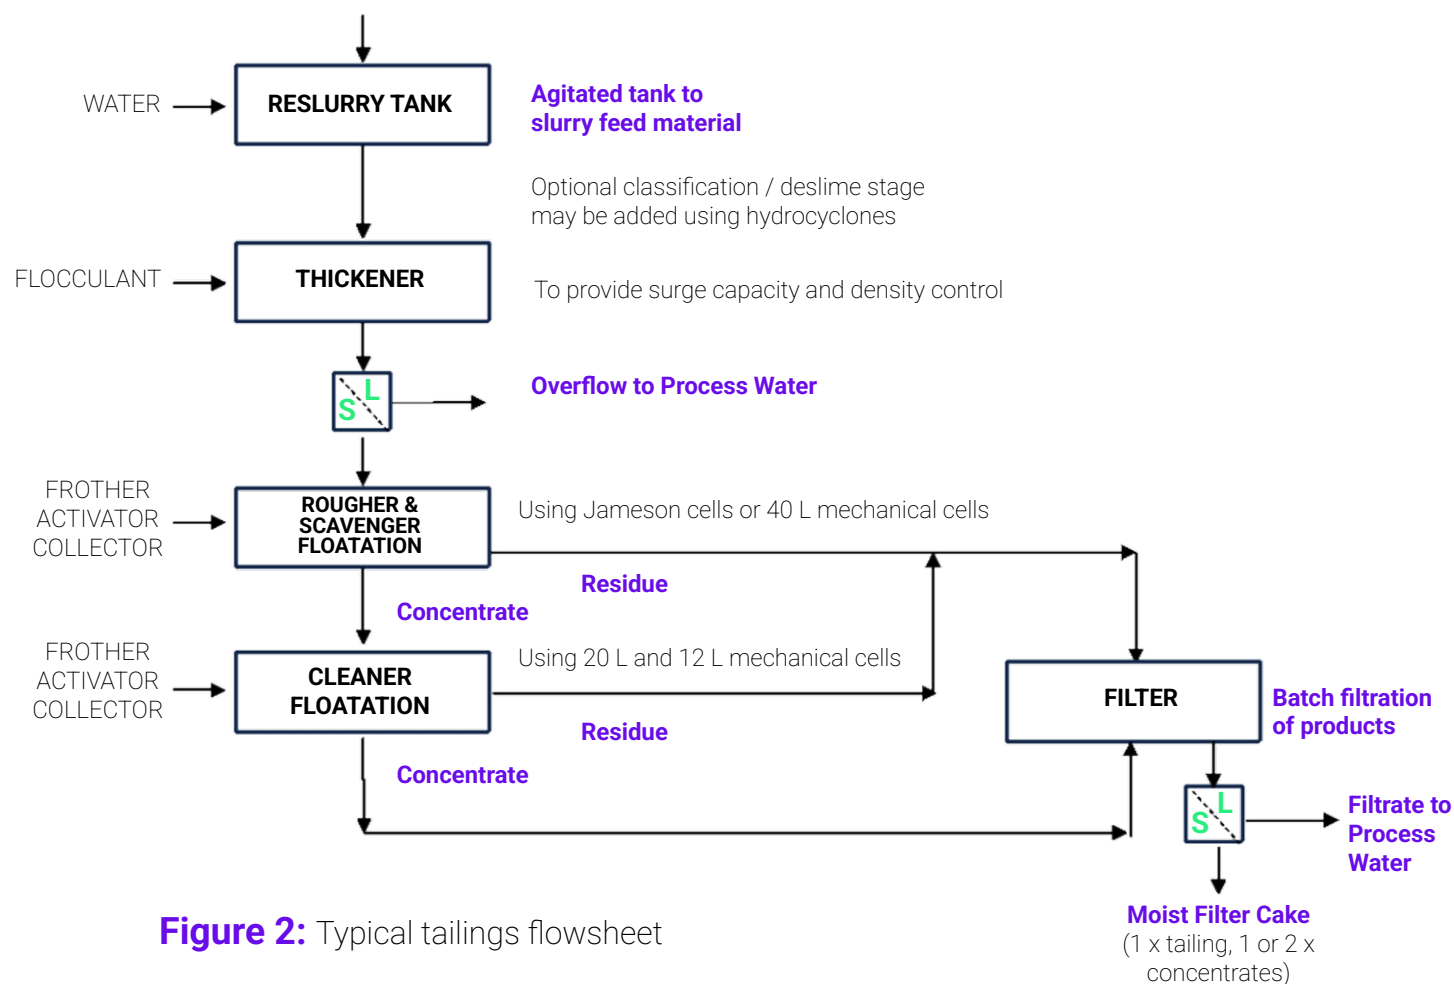 WATER
RESLURRY TANK
Agitated tank to
slurry feed material
Optional classification / deslime stage
may be added using hydrocyclones
FLOCCULANT
THICKENER
To provide surge capacity and density control
L
S
Overflow to Process Water
FROTHER
ACTIVATOR
COLLECTOR
ROUGHER &
SCAVENGER
FLOATATION
Using Jameson cells or 40 L mechanical cells
Residue
Concentrate
FROTHER
ACTIVATOR
COLLECTOR
CLEANER
FLOATATION
Using 20 L and 12 L mechanical cells
Residue
Concentrate
FILTER
Batch filtration
of products
L
S
Filtrate to
Process
Water
Moist Filter Cake
(1 x tailing, 1 or 2 x
concentrates)
Figure 2: Typical tailings flowsheet